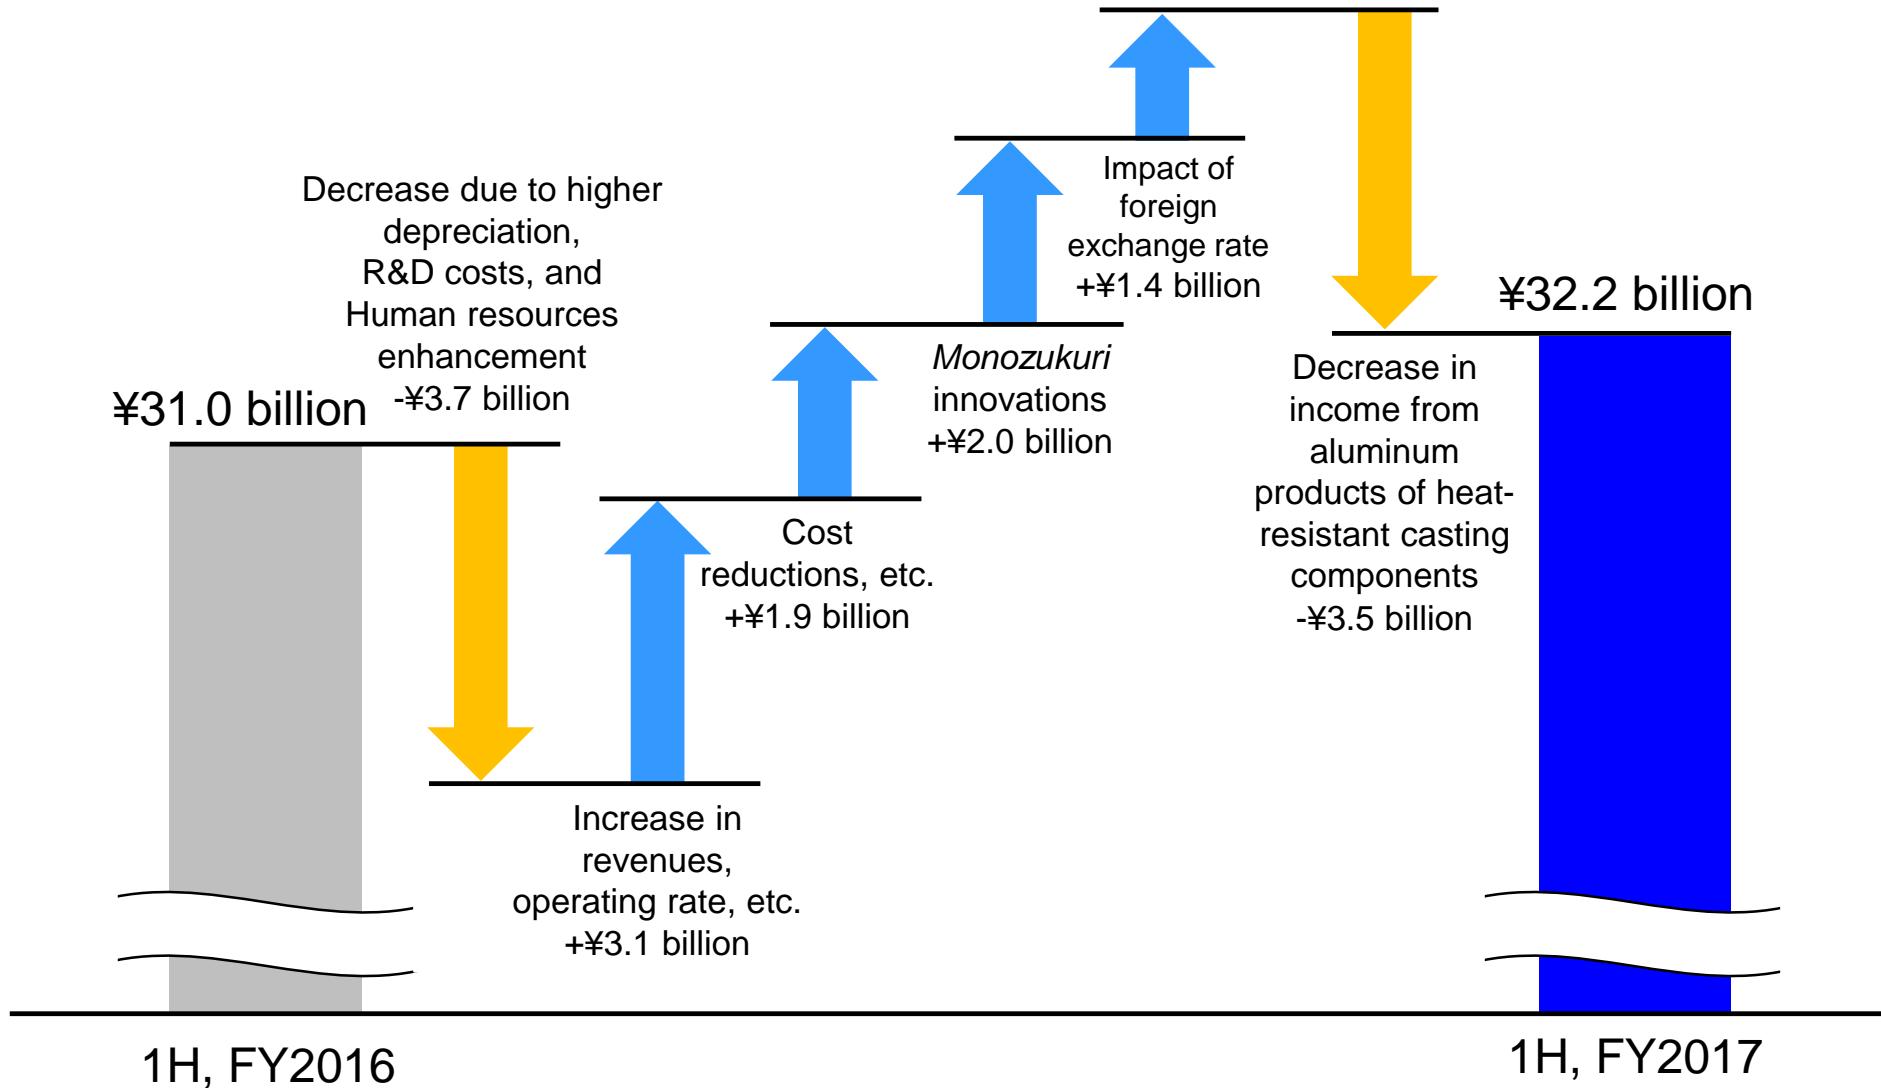 Decrease due to higher
depreciation,
R&D costs, and
Human resources
enhancement
-¥3.7 billion
¥31.0 billion
Increase in
revenues,
operating rate, etc.
+¥3.1 billion
Cost
reductions, etc.
+¥1.9 billion
Monozukuri
innovations
+¥2.0 billion
Impact of
foreign
exchange rate
+¥1.4 billion
Decrease in
income from
aluminum
products of heat-
resistant casting
components
-¥3.5 billion
¥32.2 billion
1H, FY2016
1H, FY2017